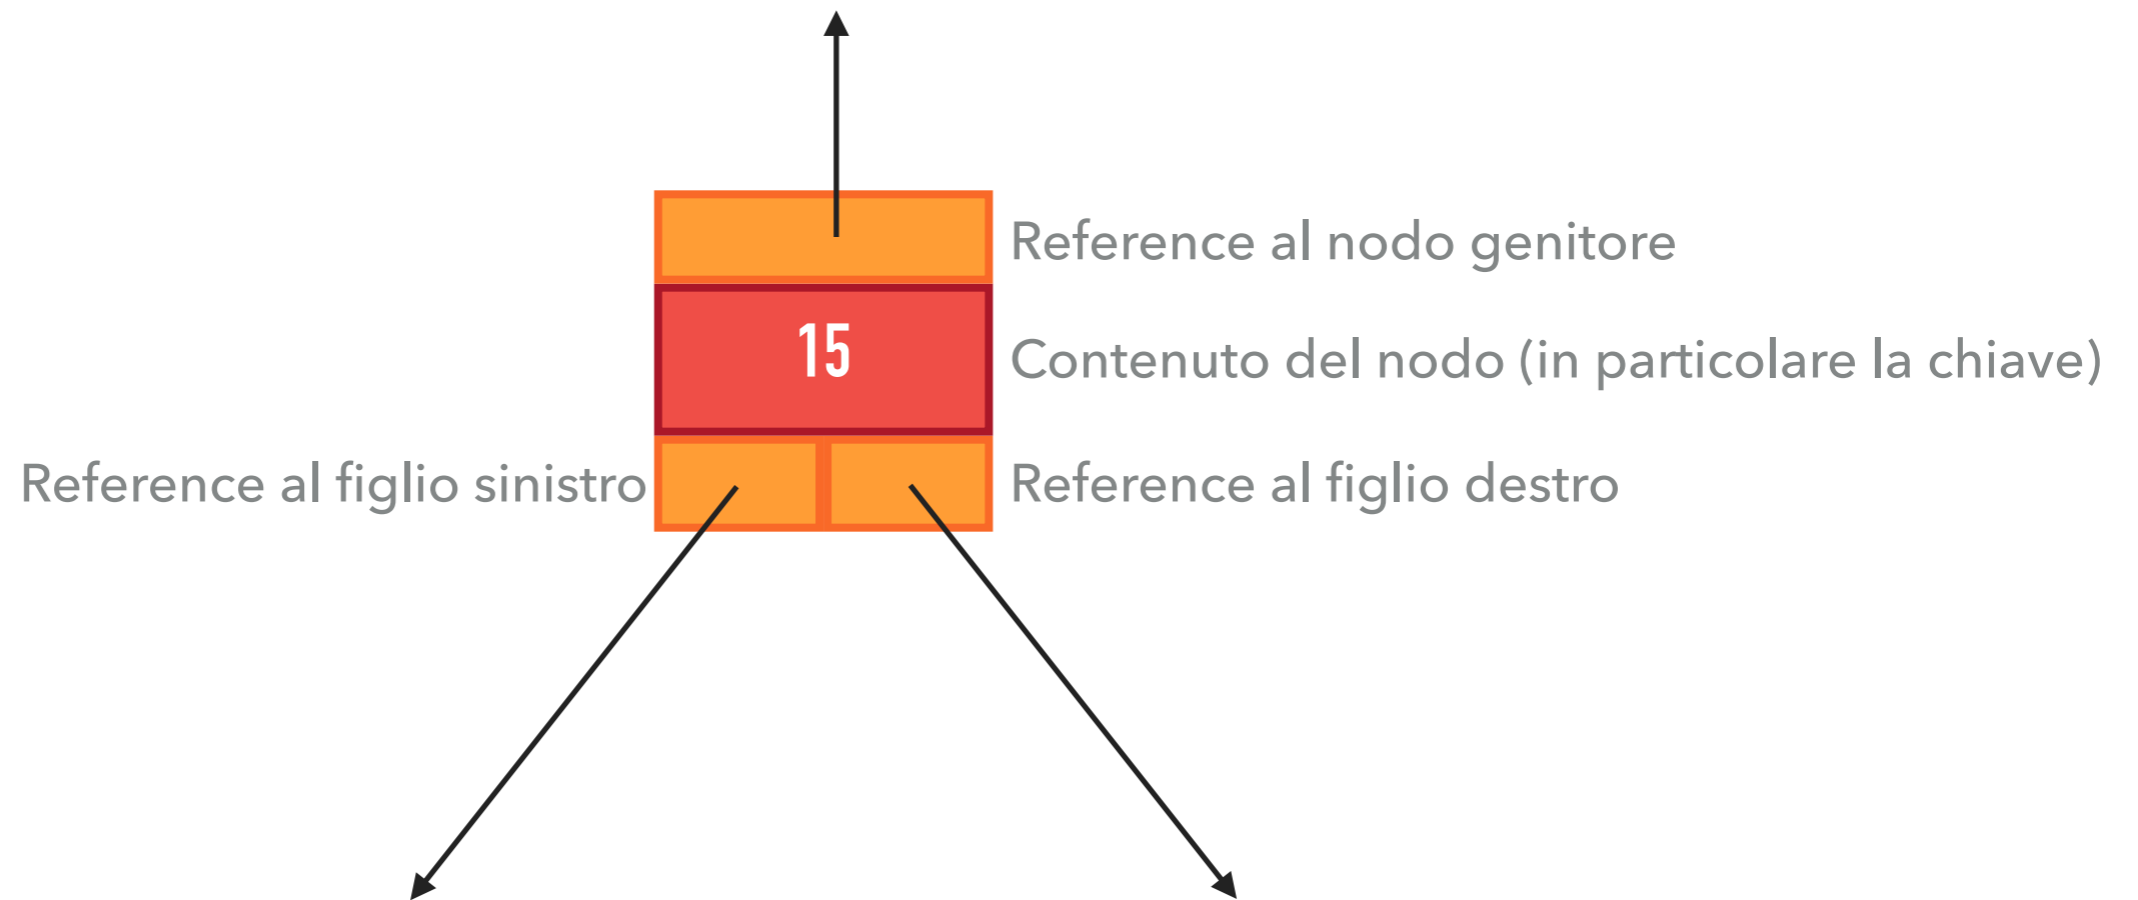 Reference al nodo genitore
15
Contenuto del nodo (in particolare la chiave)
Reference al figlio sinistro
Reference al figlio destro